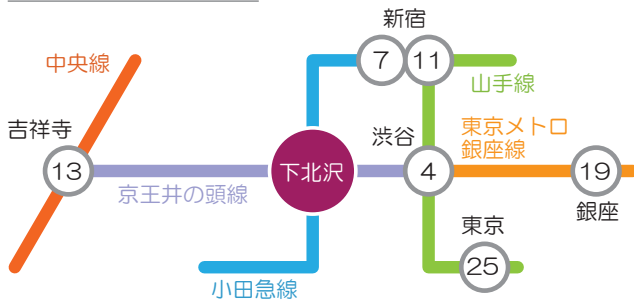 新宿
中央線
7
11
山手線
吉祥寺
渋谷
東京メトロ
銀座線
13
下北沢
4
19
京王井の頭線
銀座
東京
25
小田急線